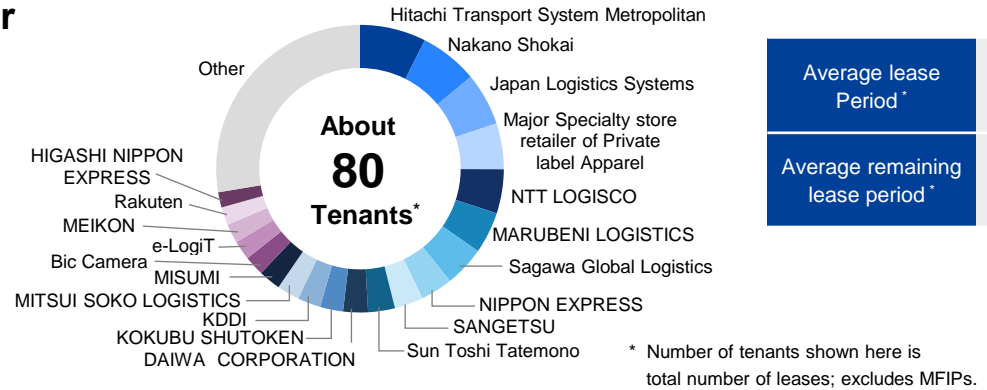 r
Hitachi Transport System Metropolitan
Nakano Shokai
Japan Logistics Systems
Major Specialty store
retailer of Private
label Apparel
NTT LOGISCO
MARUBENI LOGISTICS
Sagawa Global Logistics
NIPPON EXPRESS
SANGETSU
Sun Toshi Tatemono
DAIWA CORPORATION
KOKUBU SHUTOKEN
KDDI
MITSUI SOKO LOGISTICS
MISUMI
Bic Camera
e-LogiT
MEIKON
Rakuten
HIGASHI NIPPON
EXPRESS
Other
About
80
Tenants*
Average lease
Period *
Average remaining
lease period *
* Number of tenants shown here is
total number of leases; excludes MFIPs.